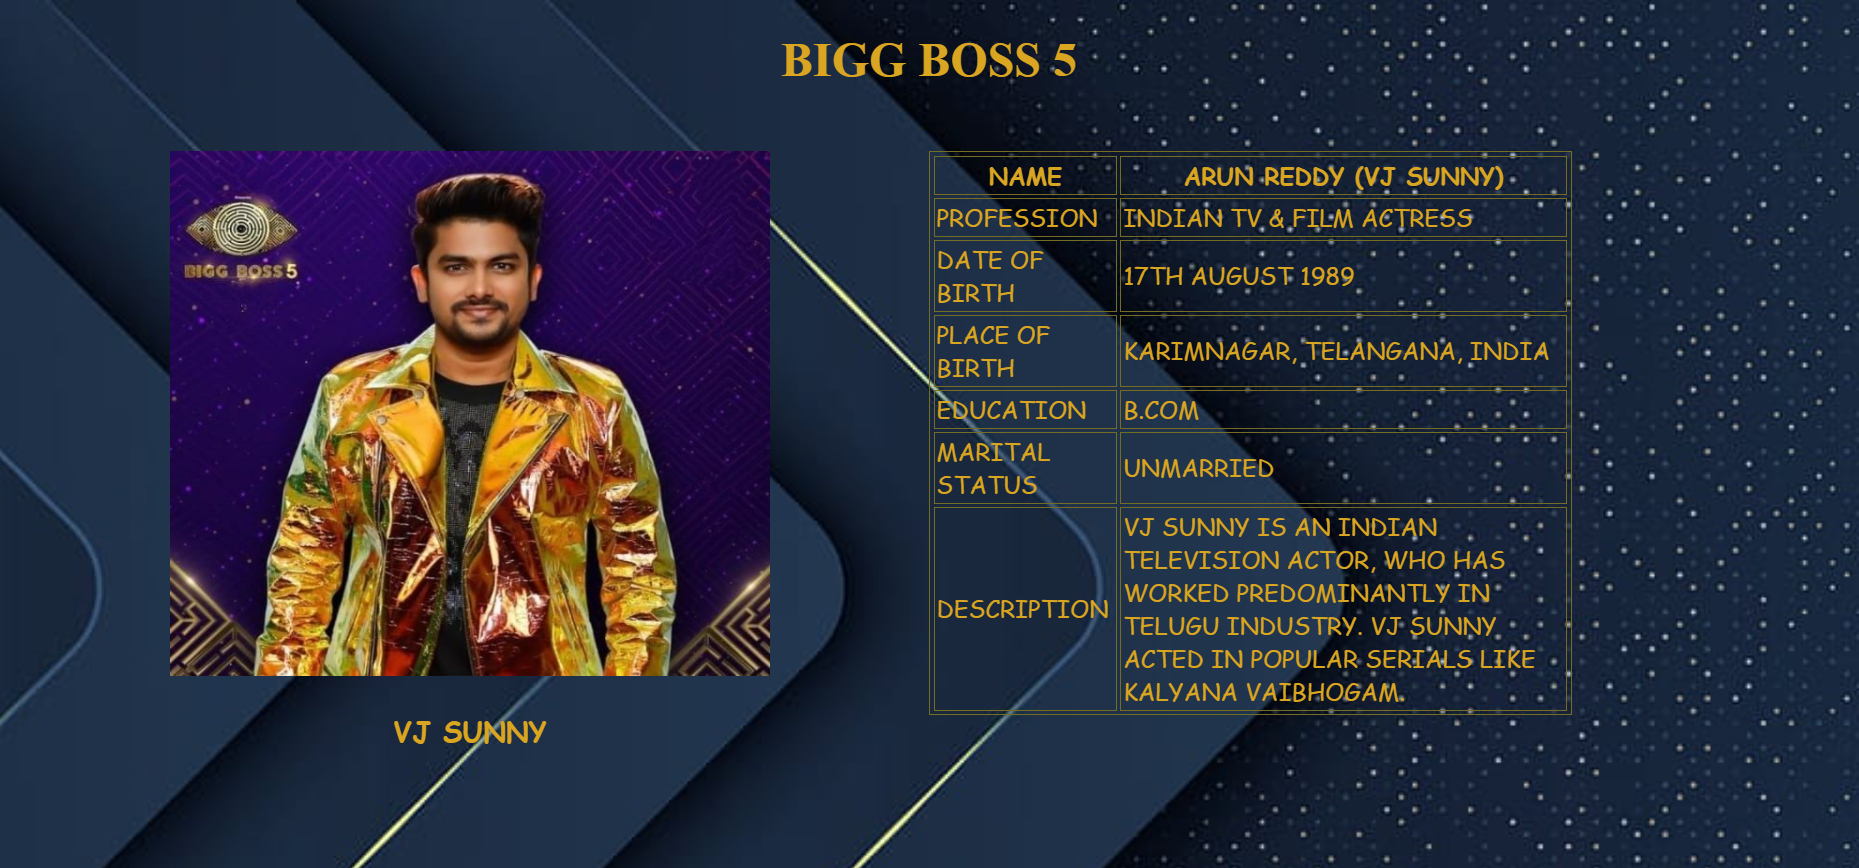 BIGG BOSS 5
BIGG BOSS 5
VJ SUNNY
NAME ARUN REDDY (VJ SUNNY)
PROFESSION INDIAN TV & FILM ACTRESS
DATE OF
BIRTH
17TH AUGUST 1989
PLACE OF
BIRTH
KARIMNAGAR, TELANGANA, INDIA
EDUCATION B.COM
MARITAL
STATUS
UNMARRIED
DESCRIPTION
VJ SUNNY IS AN INDIAN
TELEVISION ACTOR, WHO HAS
WORKED PREDOMINANTLY IN
TELUGU INDUSTRY. VJ SUNNY
ACTED IN POPULAR SERIALS LIKE
KALYANA VAIBHOGAM.